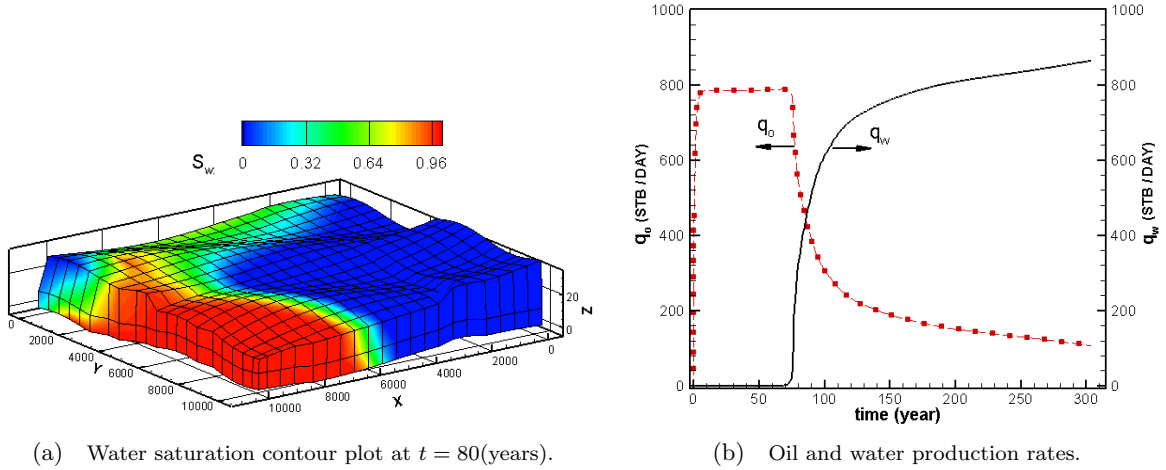 S_w:
0 0.32 0.64 0.96
20
0
Z
0
2000
4000
6000
8000
10000
Y
10000
8000
6000
4000
2000
0
X
(a) Water saturation contour plot at t = 80(years).
1000
800
600
400
200
0
q_o (STB / DAY)
q_o
q_w
1000
800
600
400
200
0
q_w (STB / DAY)
0 50 100 150 200 250 300
time (year)
(b) Oil and water production rates.